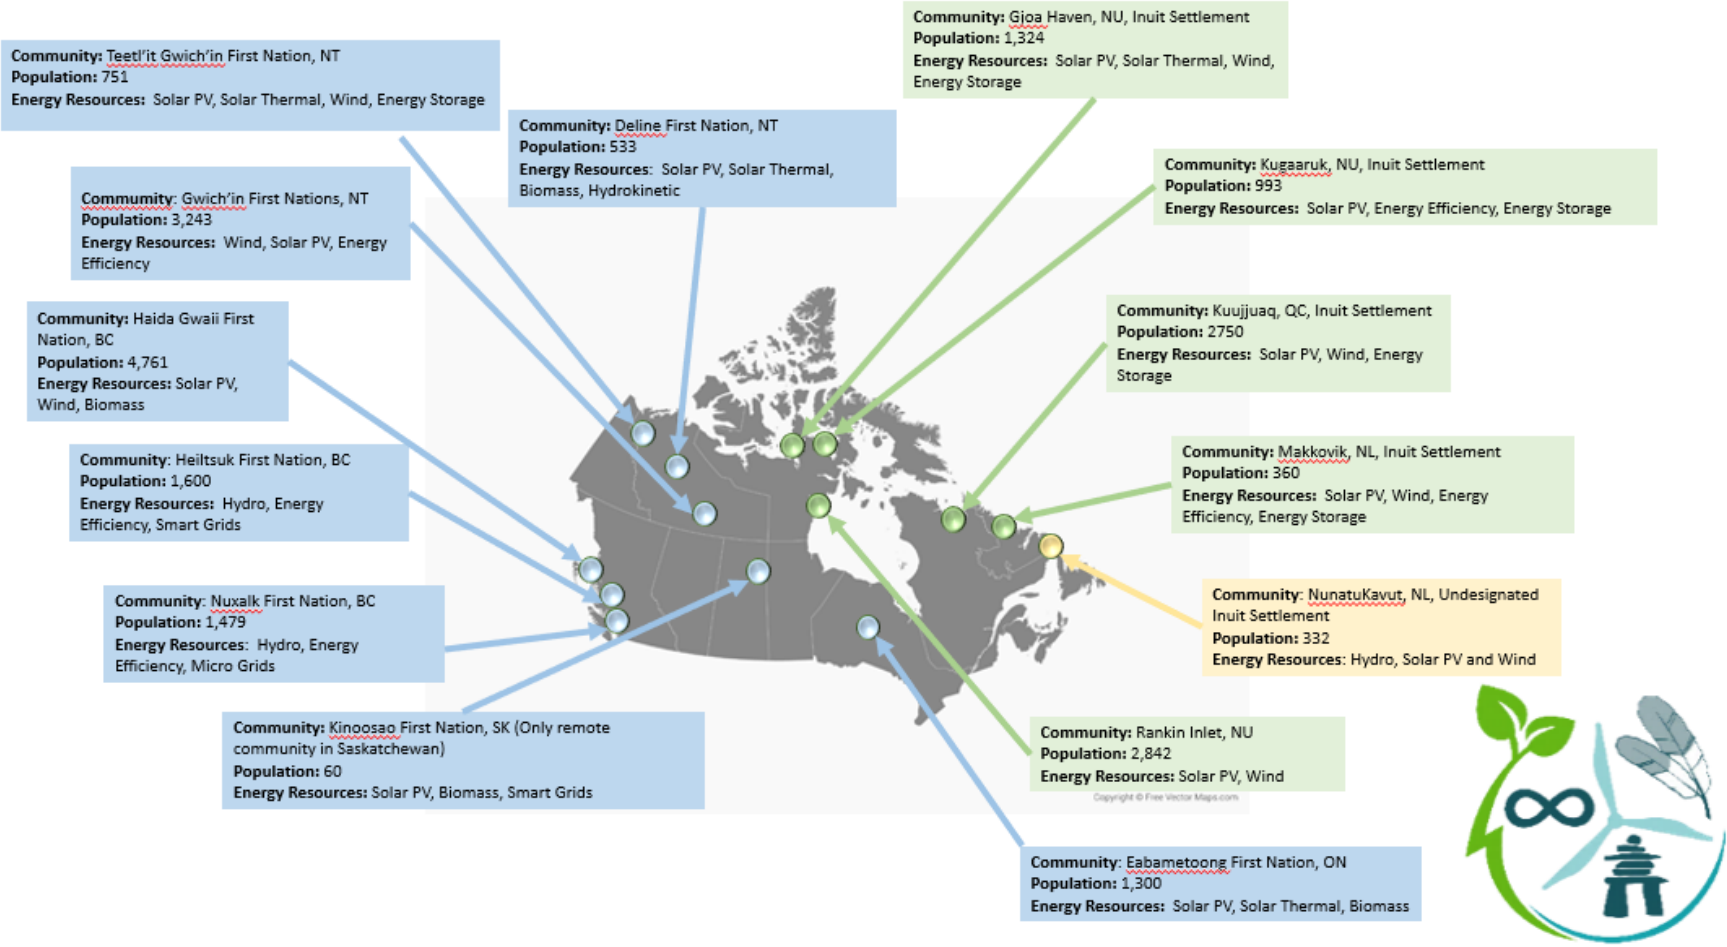 Community: Teetl’it Gwich’in First Nation, NT
Population: 751
Energy Resources: Solar PV, Solar Thermal, Wind, Energy Storage
Commumity: Gwich’in First Nations, NT
Population: 3,243
Energy Resources: Wind, Solar PV, Energy
Efficiency
Community: Haida Gwaii First
Nation, BC
Population: 4,761
Energy Resources: Solar PV,
Wind, Biomass
Community: Heiltsuk First Nation, BC
Population: 1,600
Energy Resources: Hydro, Energy
Efficiency, Smart Grids
Community: Nuxalk First Nation, BC
Population: 1,479
Energy Resources: Hydro, Energy
Efficiency, Micro Grids
Community: Kinoosao First Nation, SK (Only remote
community in Saskatchewan)
Population: 60
Energy Resources: Solar PV, Biomass, Smart Grids
Community: Deline First Nation, NT
Population: 533
Energy Resources: Solar PV, Solar Thermal,
Biomass, Hydrokinetic
Community: Gjoa Haven, NU, Inuit Settlement
Population: 1,324
Energy Resources: Solar PV, Solar Thermal, Wind,
Energy Storage
Community: Kugaaruk, NU, Inuit Settlement
Population: 993
Energy Resources: Solar PV, Energy Efficiency, Energy Storage
Community: Kuujjuaq, QC, Inuit Settlement
Population: 2750
Energy Resources: Solar PV, Wind, Energy
Storage
Community: Makkovik, NL, Inuit Settlement
Population: 360
Energy Resources: Solar PV, Wind, Energy
Efficiency, Energy Storage
Community: NunatuKavut, NL, Undesignated
Inuit Settlement
Population: 332
Energy Resources: Hydro, Solar PV and Wind
Community: Rankin Inlet, NU
Population: 2,842
Energy Resources: Solar PV, Wind
Copyright © Free Vector Maps.com
Community: Eabametoong First Nation, ON
Population: 1,300
Energy Resources: Solar PV, Solar Thermal, Biomass